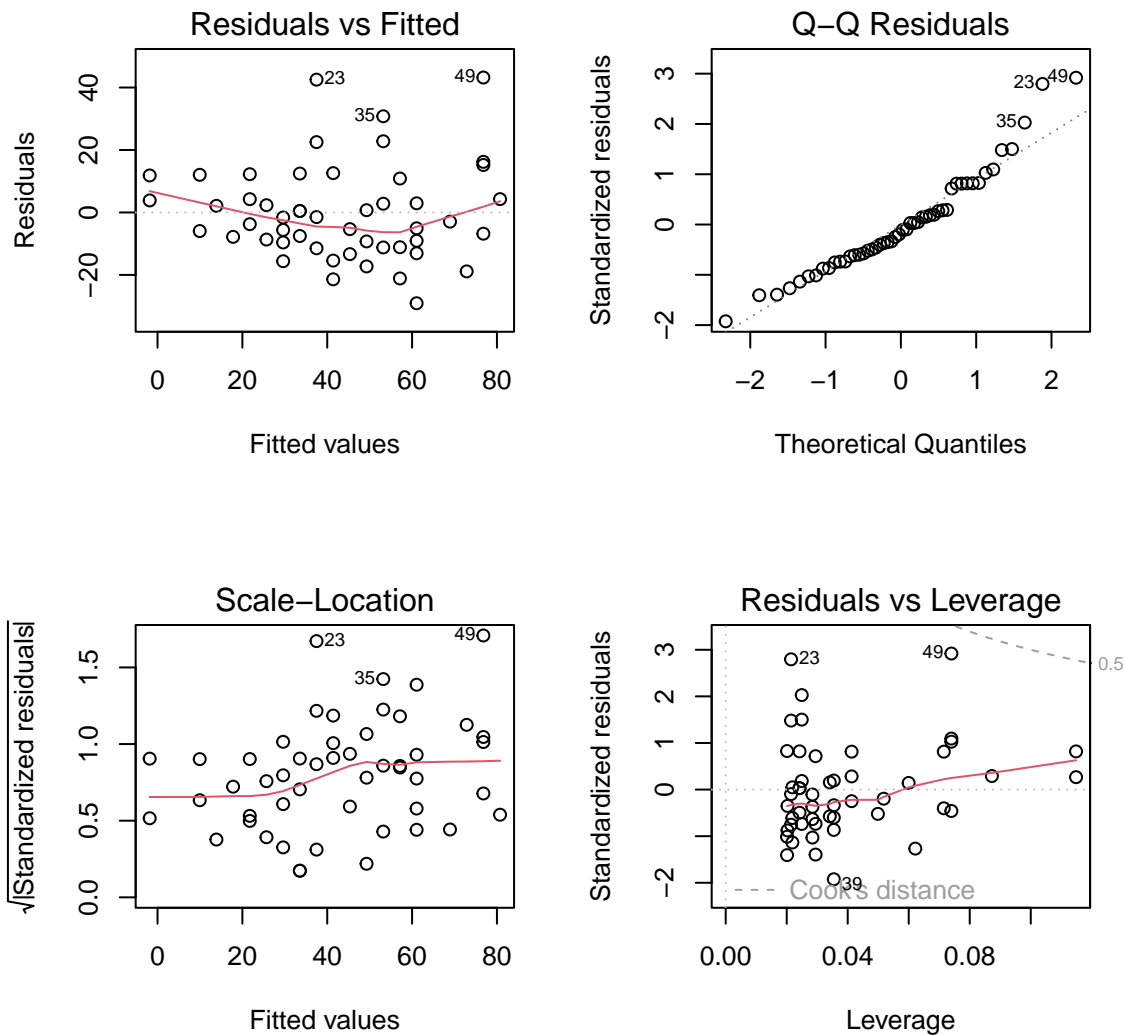 Residuals vs Fitted
Residuals
40
20
0
−20
0 20 40 60 80
Fitted values
23
49
35
Q−Q Residuals
Standardized residuals
3
2
1
0
−2
−2 −1 0 1 2
Theoretical Quantiles
23
49
35
Scale−Location
√|Standardized residuals|
1.5
1.0
0.5
0.0
0 20 40 60 80
Fitted values
23
49
35
Residuals vs Leverage
Standardized residuals
3
2
1
0
−2
0.00 0.04 0.08
Leverage
23
49
0.5
39
Cook's distance